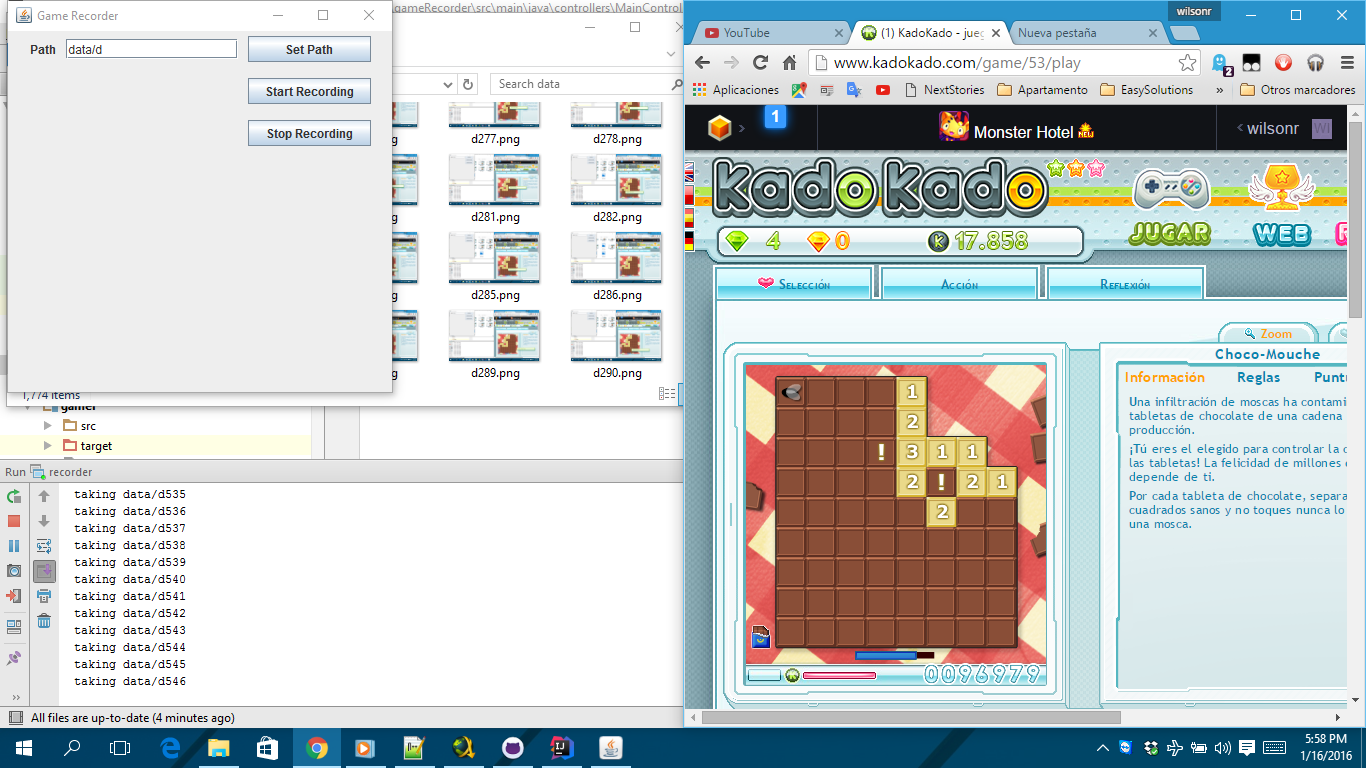 Game Recorder
Path data/d Set Path
Start Recording
Stop Recording
gameRecorder\src\main\java\controllers\MainControl
Search data
d277.png d278.png
d281.png d282.png
d285.png d286.png
d289.png d290.png
1,774 items
gamer
src
target
Run recorder
taking data/d535
taking data/d536
taking data/d537
taking data/d538
taking data/d539
taking data/d540
taking data/d541
taking data/d542
taking data/d543
taking data/d544
taking data/d545
taking data/d546
All files are up-to-date (4 minutes ago)
wilsonr
YouTube
(1) KadoKado - jueg
Nueva pestaña
www.kadokado.com/game/53/play
2
Aplicaciones NextStories Apartamento EasySolutions » Otros marcadores
1 Monster Hotel NEW wilsonr WI
KadoKado
JUGAR WEB
4 0 K 17.858
Selección Acción Reflexión
Zoom
Choco-Mouche
Información Reglas Puntu
Una infiltración de moscas ha contami
tabletas de chocolate de una cadena
producción.
¡Tú eres el elegido para controlar la c
las tabletas! La felicidad de millones
depende de ti.
Por cada tableta de chocolate, separa
cuadrados sanos y no toques nunca lo
una mosca.
1
2
! 3 1 1
2 ! 2 1
2
0096979
5:58 PM
1/16/2016